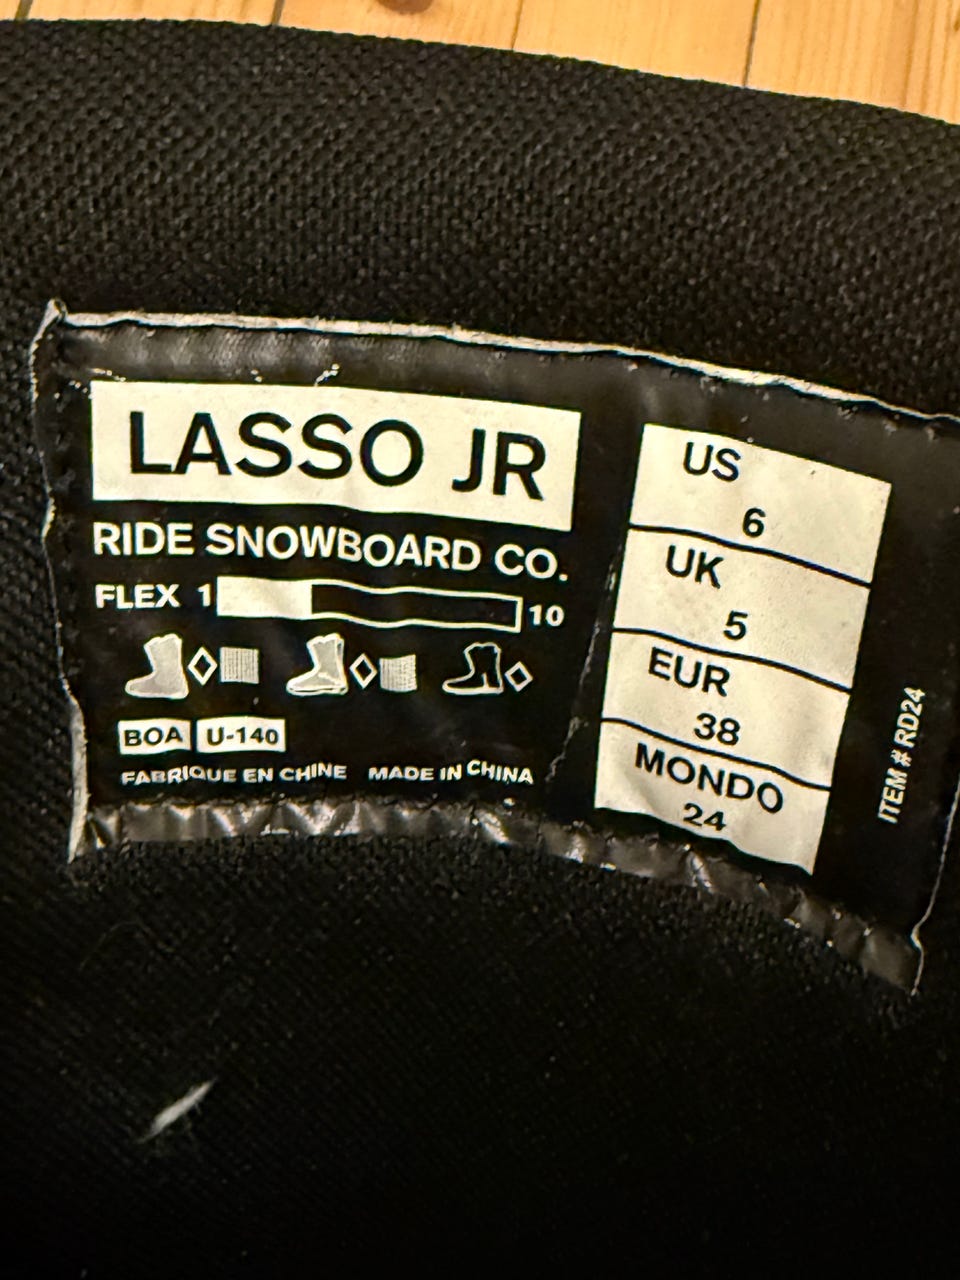 LASSO JR
RIDE SNOWBOARD CO.
FLEX 1 10
BOA U-140
FABRIQUE EN CHINE MADE IN CHINA
US
6
UK
5
EUR
38
MONDO
24
ITEM # RD24